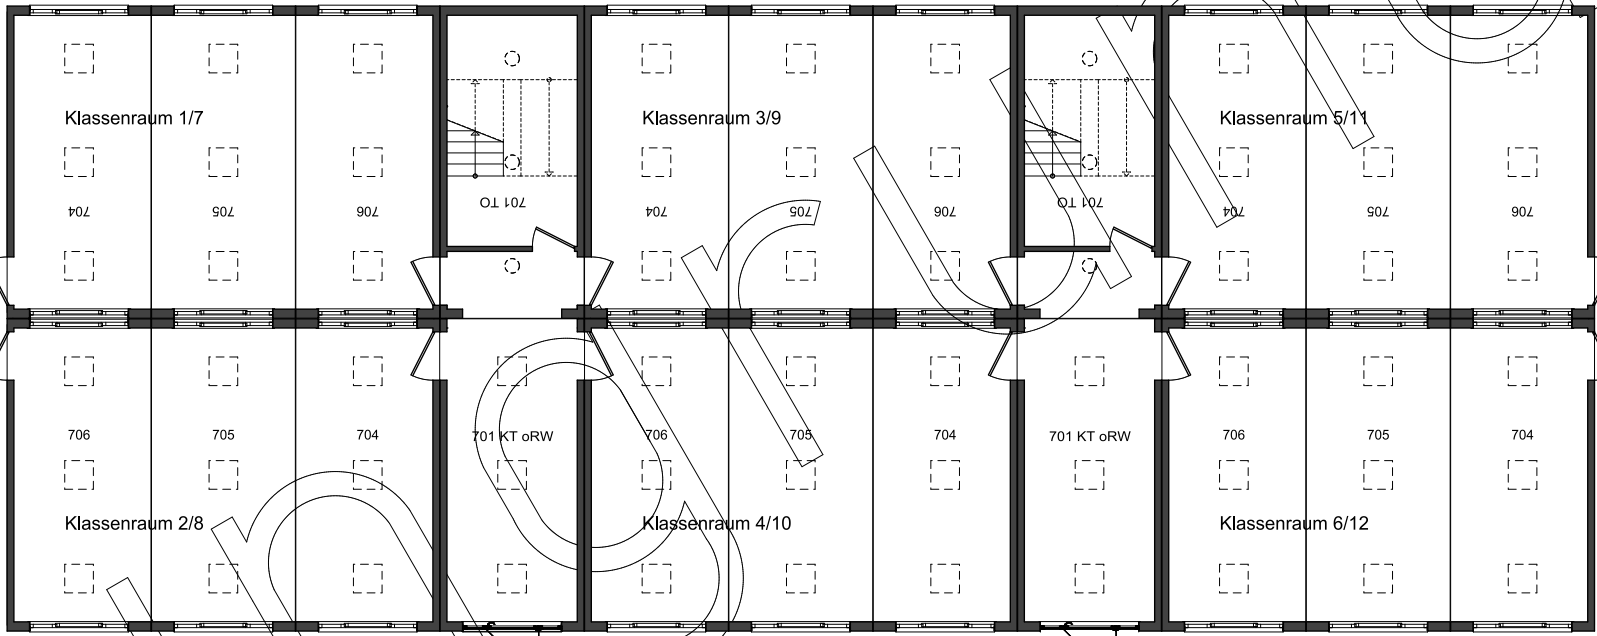 Klassenraum 1/7
Klassenraum 3/9
Klassenraum 5/11
704 705 706
701 TO
704 705 706
701 TO
704 705 706
706 705 704
701 KT oRW
706 705 704
701 KT oRW
706 705 704
Klassenraum 2/8
Klassenraum 4/10
Klassenraum 6/12